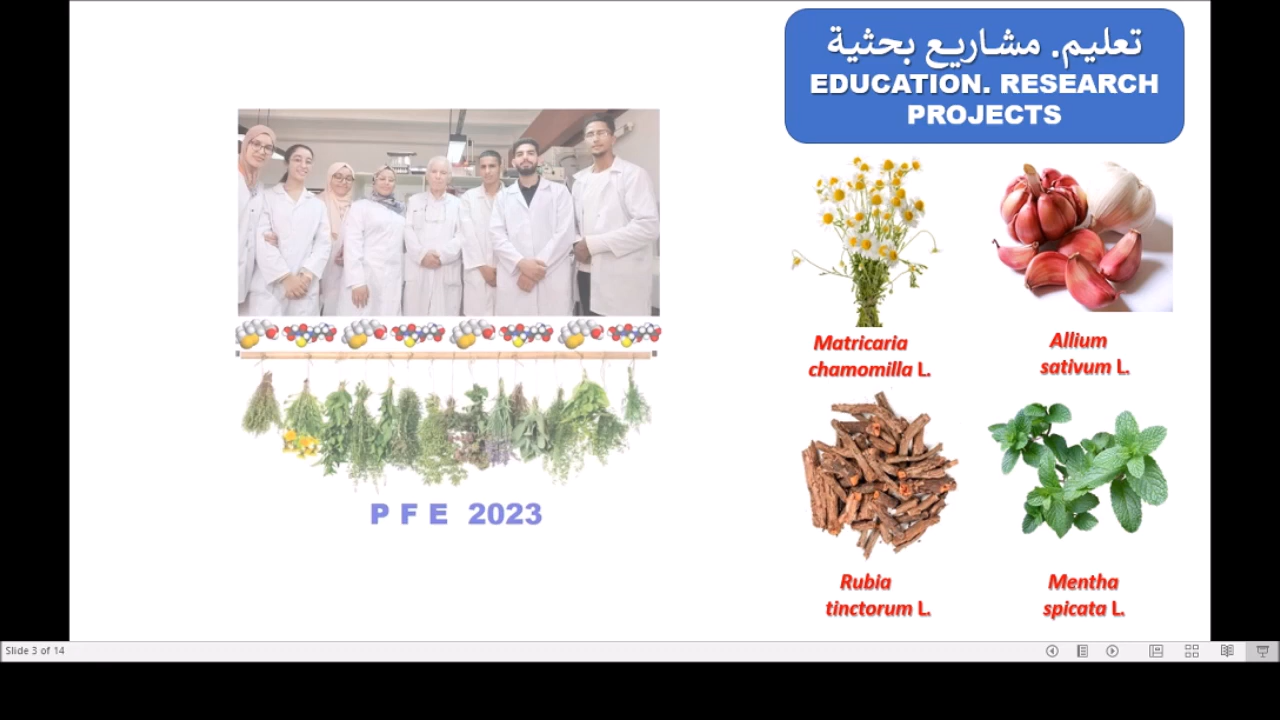 تعليم. مشاريع بحثية
EDUCATION. RESEARCH
PROJECTS
Matricaria
chamomilla L.
Allium
sativum L.
Rubia
tinctorum L.
Mentha
spicata L.
P F E 2023
Slide 3 of 14